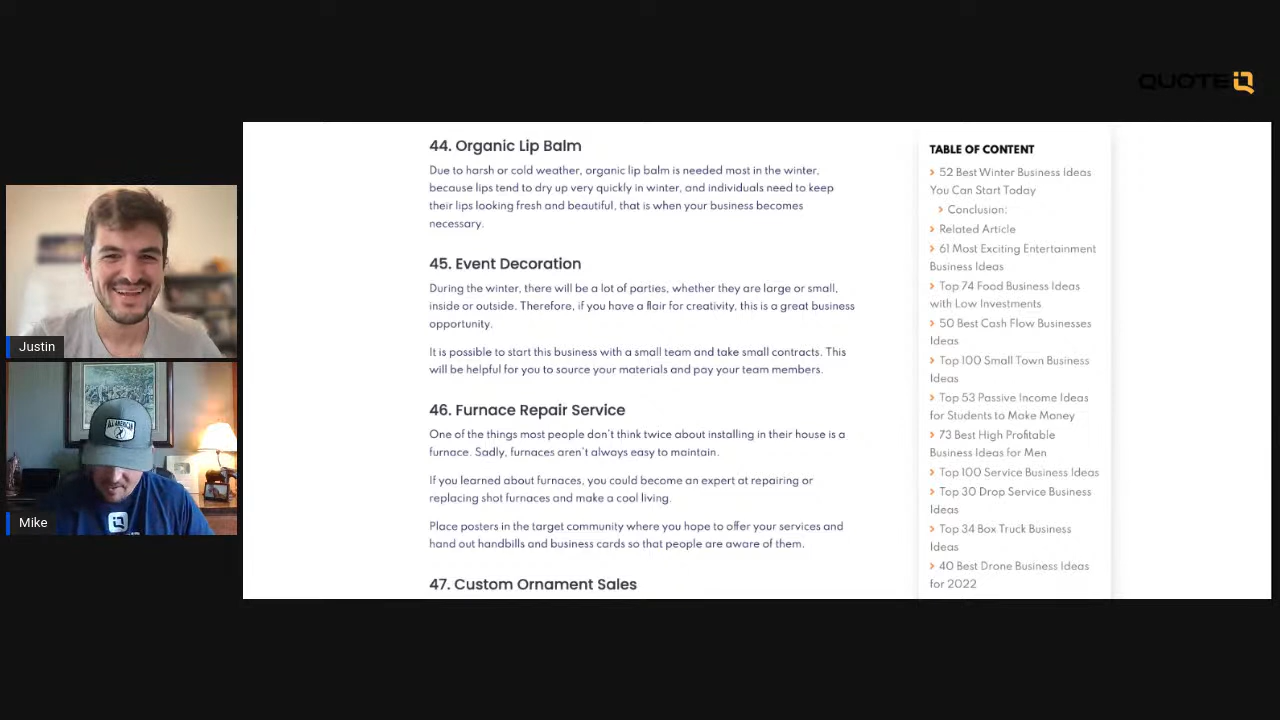 QUOTE IQ
44. Organic Lip Balm
Due to harsh or cold weather, organic lip balm is needed most in the winter,
because lips tend to dry up very quickly in winter, and individuals need to keep
their lips looking fresh and beautiful, that is when your business becomes
necessary.
45. Event Decoration
During the winter, there will be a lot of parties, whether they are large or small,
inside or outside. Therefore, if you have a flair for creativity, this is a great business
opportunity.
It is possible to start this business with a small team and take small contracts. This
will be helpful for you to source your materials and pay your team members.
46. Furnace Repair Service
One of the things most people don't think twice about installing in their house is a
furnace. Sadly, furnaces aren't always easy to maintain.
If you learned about furnaces, you could become an expert at repairing or
replacing shot furnaces and make a cool living.
Place posters in the target community where you hope to offer your services and
hand out handbills and business cards so that people are aware of them.
47. Custom Ornament Sales
TABLE OF CONTENT
52 Best Winter Business Ideas
You Can Start Today
Conclusion:
Related Article
61 Most Exciting Entertainment
Business Ideas
Top 74 Food Business Ideas
with Low Investments
50 Best Cash Flow Businesses
Ideas
Top 100 Small Town Business
Ideas
Top 53 Passive Income Ideas
for Students to Make Money
73 Best High Profitable
Business Ideas for Men
Top 100 Service Business Ideas
Top 30 Drop Service Business
Ideas
Top 34 Box Truck Business
Ideas
40 Best Drone Business Ideas
for 2022
Justin
Mike